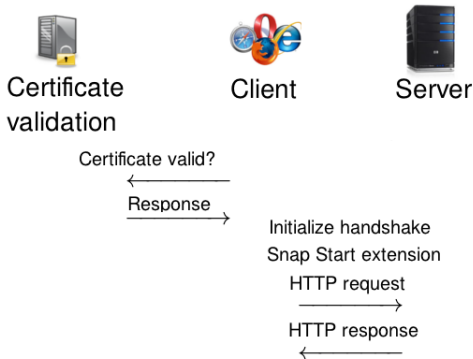 Certificate
validation
Client
Server
Certificate valid?
Response
Initialize handshake
Snap Start extension
HTTP request
HTTP response